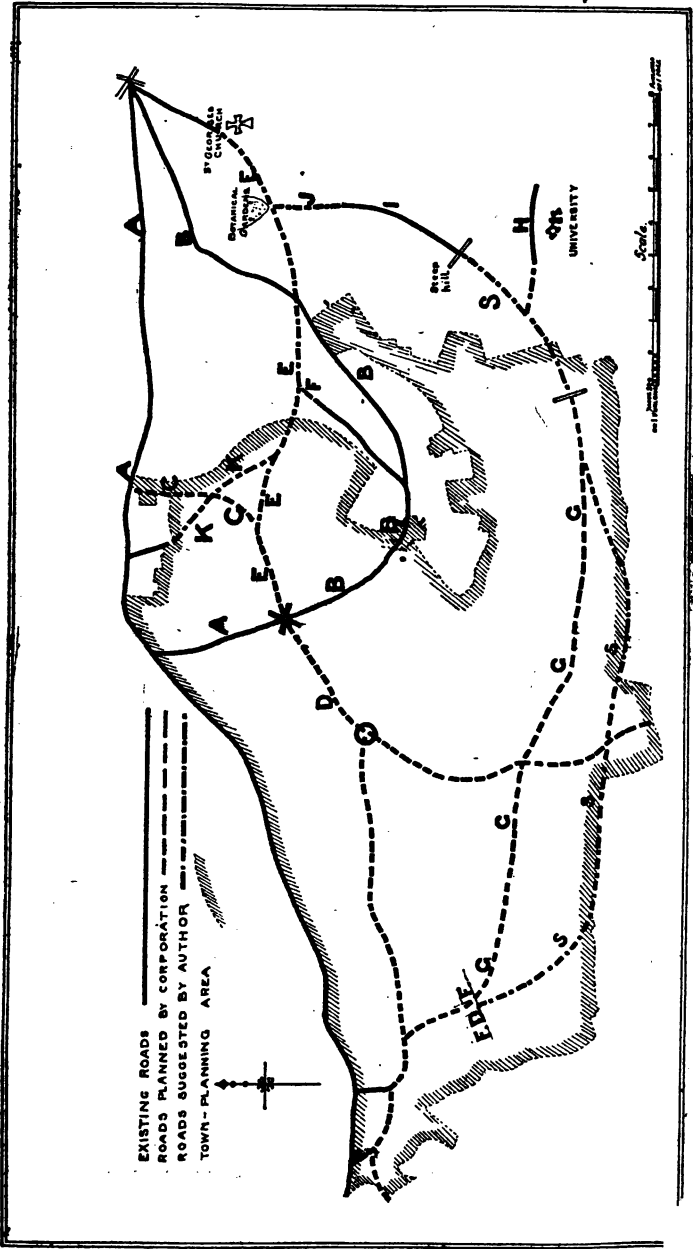 EXISTING ROADS
ROADS PLANNED BY CORPORATION
ROADS SUGGESTED BY AUTHOR
TOWN-PLANNING AREA
ST GEORGES
CHURCH
BOTANICAL
GARDENS
Steep
hill
UNIVERSITY
Scale.
A
A
A
B
B
B
B
E
E
E
E
E
F
J
I
H
S
K
K
C
G
D
G
G
G
G
S
S
S